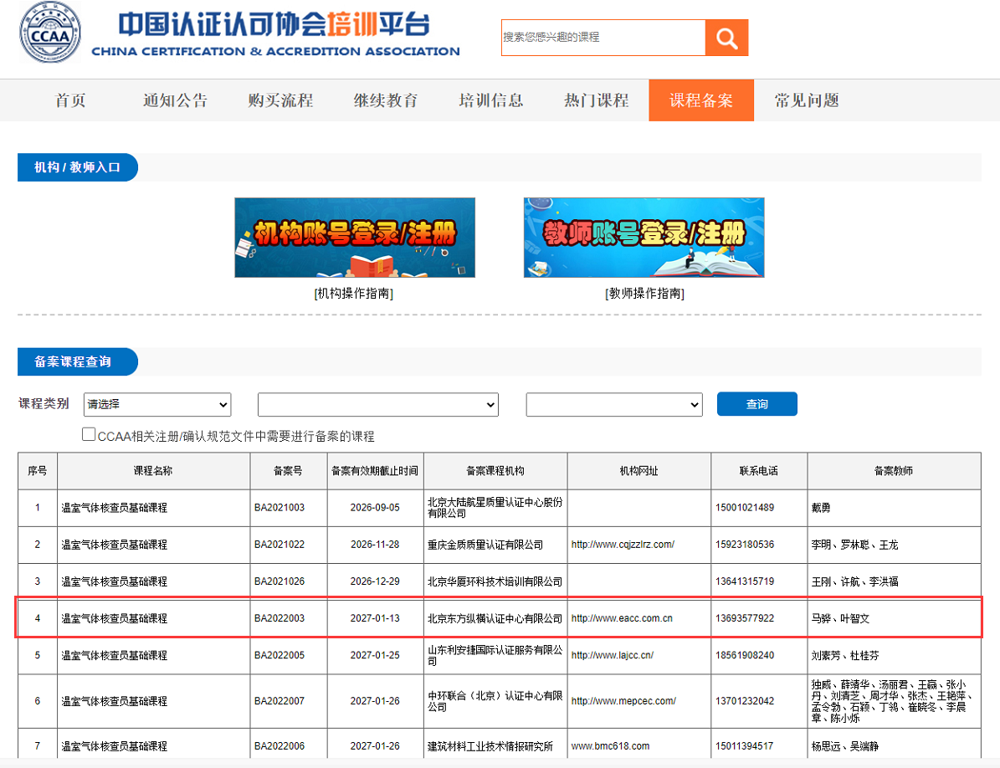 CCAA
中国认证认可协会培训平台
CHINA CERTIFICATION & ACCREDITATION ASSOCIATION
搜索您感兴趣的课程
首页 通知公告 购买流程 继续教育 培训信息 热门课程 课程备案 常见问题
机构 / 教师入口
机构账号登录/注册 教师账号登录/注册
[机构操作指南] [教师操作指南]
备案课程查询
课程类别 请选择 查询
CCAA相关注册/确认规范文件中需要进行备案的课程
序号 课程名称 备案号 备案有效期截止时间 备案课程机构 机构网址 联系电话 备案教师
1 温室气体核查员基础课程 BA2021003 2026-09-05 北京大陆航星质量认证中心股份有限公司 15001021489 戴勇
2 温室气体核查员基础课程 BA2021022 2026-11-28 重庆金质质量认证有限公司 http://www.cqjzzlrz.com/ 15923180536 李明、罗林聪、王龙
3 温室气体核查员基础课程 BA2021026 2026-12-29 北京华厦环科技术培训有限公司 13641315719 王刚、许航、李洪福
4 温室气体核查员基础课程 BA2022003 2027-01-13 北京东方纵横认证中心有限公司 http://www.eacc.com.cn 13693577922 马骅、叶智文
5 温室气体核查员基础课程 BA2022005 2027-01-25 山东利安捷国际认证服务有限公司 http://www.lajcc.cn/ 18561908240 刘素芳、杜桂芬
6 温室气体核查员基础课程 BA2022007 2027-01-26 中环联合（北京）认证中心有限公司 http://www.mepcec.com/ 13701232042 独威、薛靖华、汤丽君、王巍、张小丹、刘清芝、周才华、张杰、王艳萍、孟令勃、石颖、丁鸰、崔晓冬、李晨章、陈小烁
7 温室气体核查员基础课程 BA2022006 2027-01-26 建筑材料工业技术情报研究所 www.bmc618.com 15011394517 杨思远、吴端静